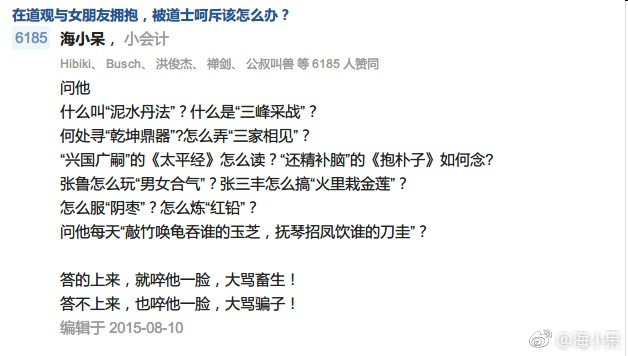 在道观与女朋友拥抱，被道士呵斥该怎么办？
6185 海小呆，小会计
Hibiki、 Busch、 洪俊杰、 禅剑、 公叔叫兽 等 6185 人赞同
问他
什么叫“泥水丹法”？什么是“三峰采战”？
何处寻“乾坤鼎器”?怎么弄“三家相见”？
“兴国广嗣”的《太平经》怎么读？“还精补脑”的《抱朴子》如何念?
张鲁怎么玩“男女合气”？张三丰怎么搞“火里栽金莲”？
怎么服“阴枣”？怎么炼“红铅”？
问他每天“敲竹唤龟吞谁的玉芝，抚琴招凤饮谁的刀圭”？
答的上来，就啐他一脸，大骂畜生！
答不上来，也啐他一脸，大骂骗子！
编辑于 2015-08-10
@海小呆